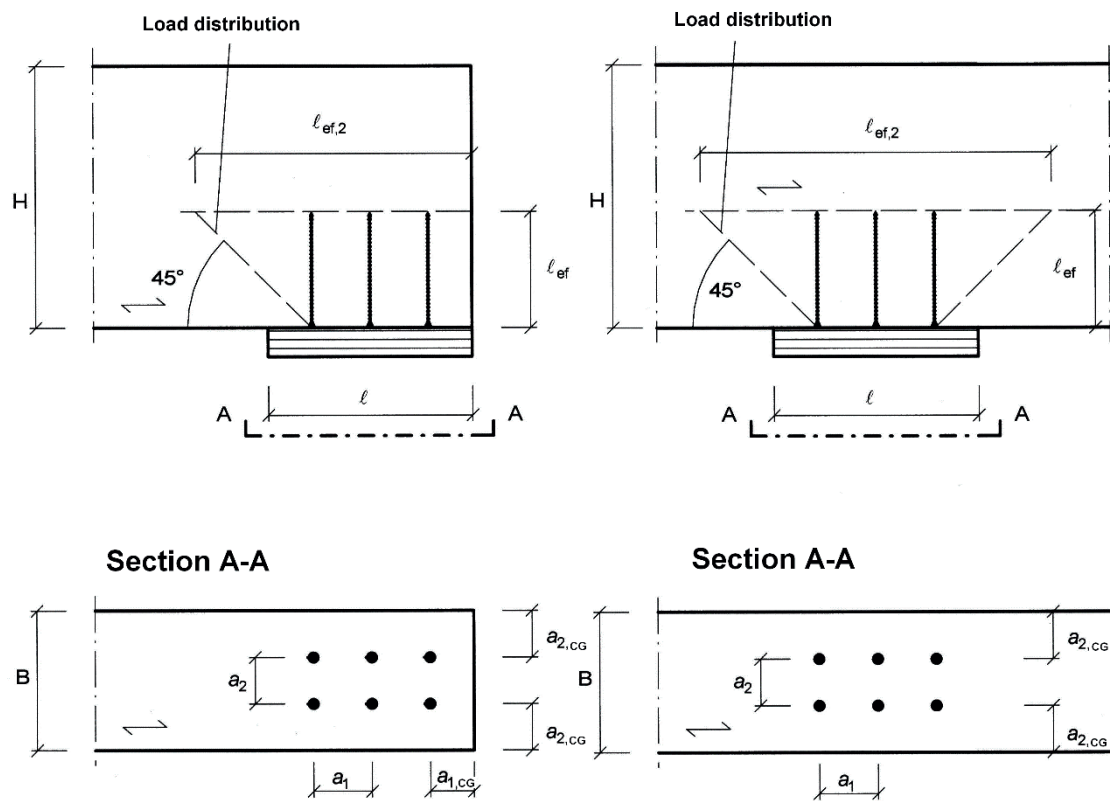 Load distribution
Load distribution
ℓef,2
ℓef,2
H
H
45°
ℓef
45°
ℓef
ℓ
ℓ
A
A
A
A
Section A-A
Section A-A
B
a2
a2,CG
a2,CG
B
a2
a2,CG
a2,CG
a1
a1,CG
a1